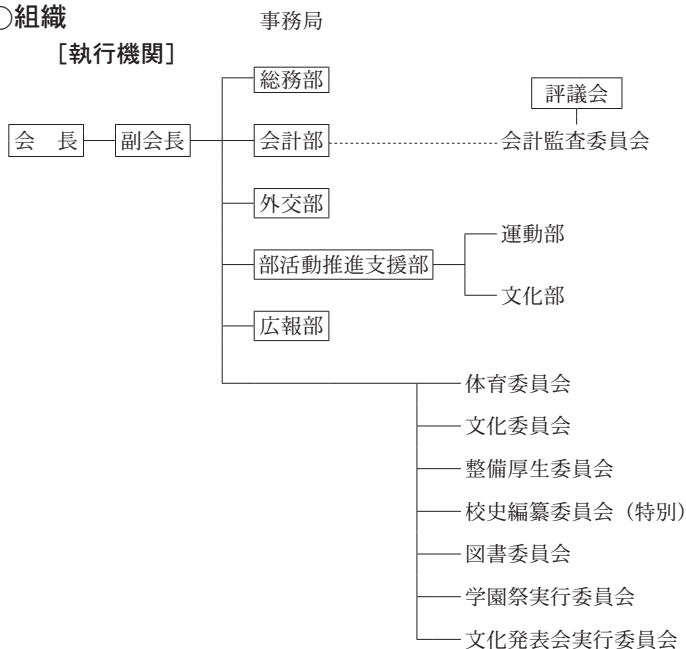 ○組織
事務局
[執行機関]
総務部
評議会
会　長
副会長
会計部
会計監査委員会
外交部
運動部
部活動推進支援部
文化部
広報部
体育委員会
文化委員会
整備厚生委員会
校史編纂委員会（特別）
図書委員会
学園祭実行委員会
文化発表会実行委員会